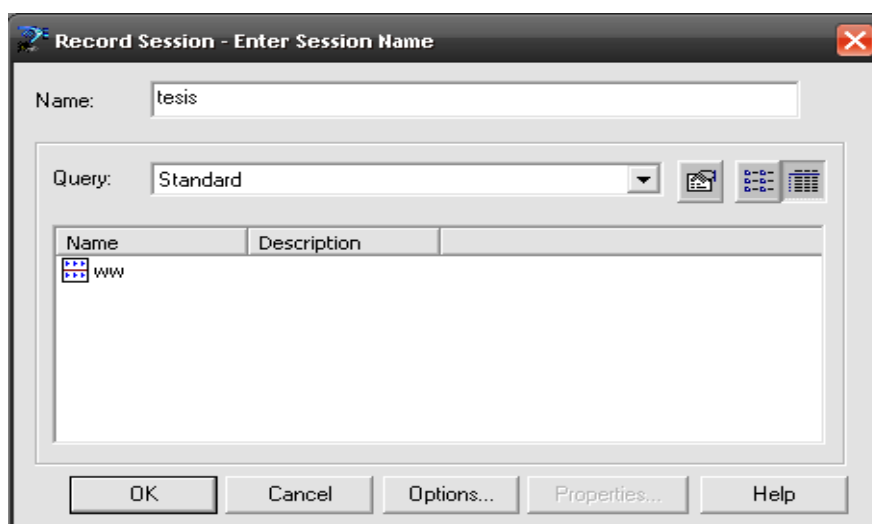 Record Session - Enter Session Name
Name: tesis
Query: Standard
Name Description
ww
OK Cancel Options... Properties... Help